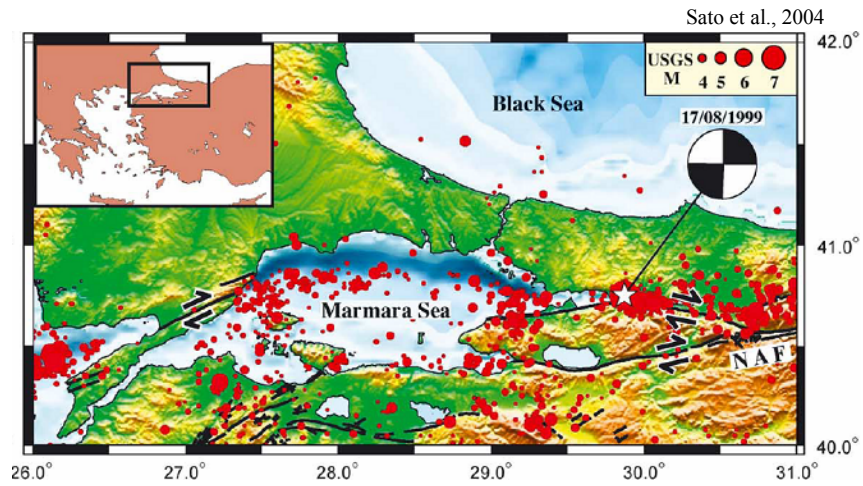 Sato et al., 2004
42.0°
USGS
M
4 5 6 7
Black Sea
17/08/1999
41.0°
Marmara Sea
NAF
40.0°
26.0° 27.0° 28.0° 29.0° 30.0° 31.0°